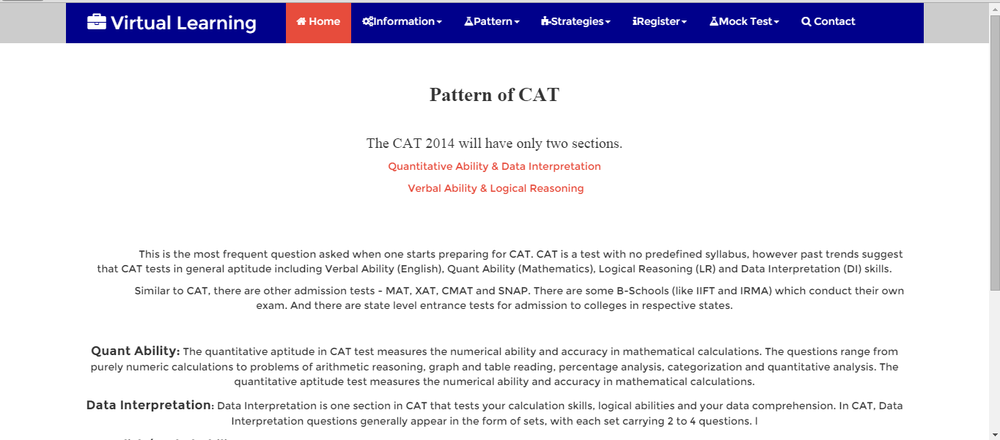 Virtual Learning
Home Information Pattern Strategies Register Mock Test Contact
Pattern of CAT
The CAT 2014 will have only two sections.
Quantitative Ability & Data Interpretation
Verbal Ability & Logical Reasoning
This is the most frequent question asked when one starts preparing for CAT. CAT is a test with no predefined syllabus, however past trends suggest
that CAT tests in general aptitude including Verbal Ability (English), Quant Ability (Mathematics), Logical Reasoning (LR) and Data Interpretation (DI) skills.
Similar to CAT, there are other admission tests - MAT, XAT, CMAT and SNAP. There are some B-Schools (like IIFT and IRMA) which conduct their own
exam. And there are state level entrance tests for admission to colleges in respective states.
Quant Ability: The quantitative aptitude in CAT test measures the numerical ability and accuracy in mathematical calculations. The questions range from
purely numeric calculations to problems of arithmetic reasoning, graph and table reading, percentage analysis, categorization and quantitative analysis. The
quantitative aptitude test measures the numerical ability and accuracy in mathematical calculations.
Data Interpretation: Data Interpretation is one section in CAT that tests your calculation skills, logical abilities and your data comprehension. In CAT, Data
Interpretation questions generally appear in the form of sets, with each set carrying 2 to 4 questions. l